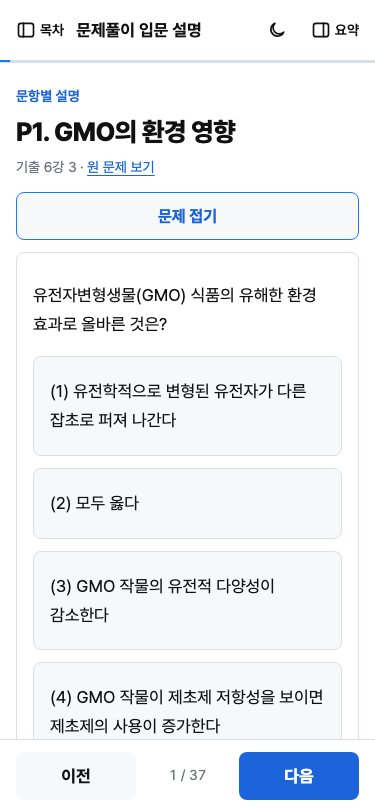 목차 문제풀이 입문 설명 요약
문항별 설명
P1. GMO의 환경 영향
기출 6강 3 · 원 문제 보기
문제 접기
유전자변형생물(GMO) 식품의 유해한 환경
효과로 올바른 것은?
(1) 유전학적으로 변형된 유전자가 다른
잡초로 퍼져 나간다
(2) 모두 옳다
(3) GMO 작물의 유전적 다양성이
감소한다
(4) GMO 작물이 제초제 저항성을 보이면
제초제의 사용이 증가한다
이전 1 / 37 다음